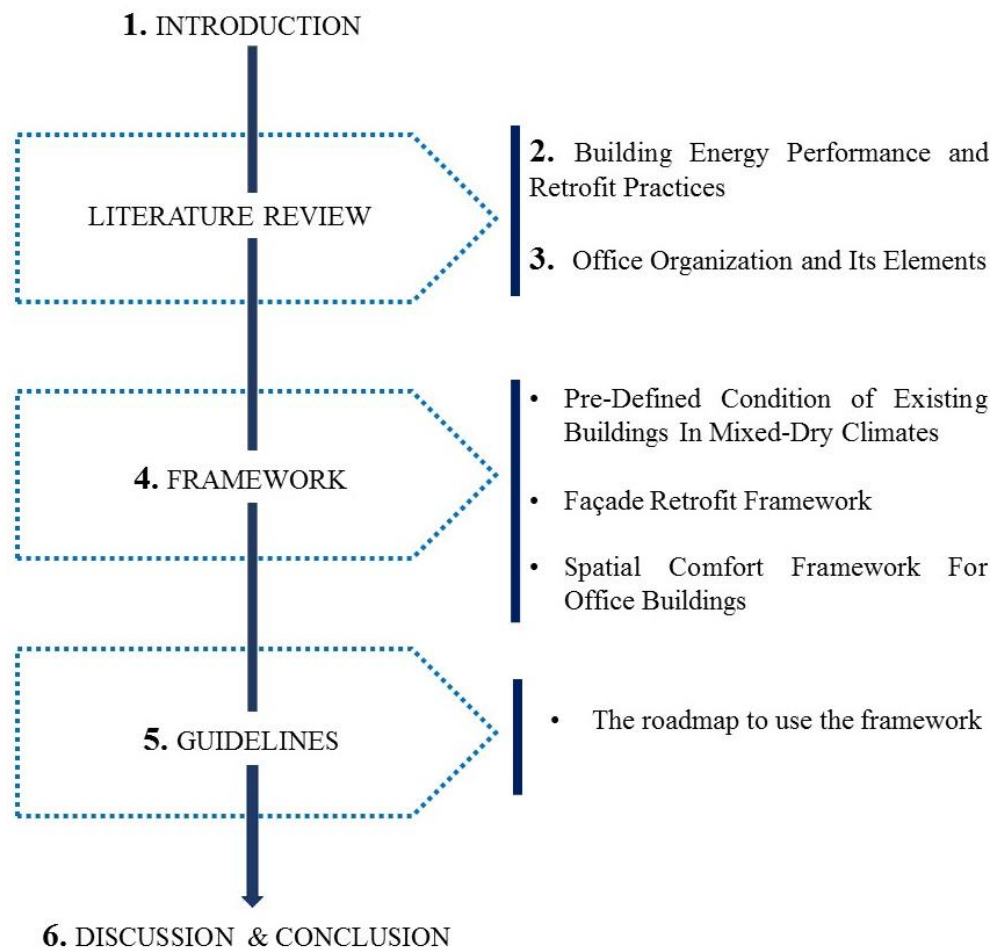 1. INTRODUCTION
LITERATURE REVIEW
2. Building Energy Performance and
Retrofit Practices
3. Office Organization and Its Elements
4. FRAMEWORK
• Pre-Defined Condition of Existing
Buildings In Mixed-Dry Climates
• Façade Retrofit Framework
• Spatial Comfort Framework For
Office Buildings
5. GUIDELINES
• The roadmap to use the framework
6. DISCUSSION & CONCLUSION